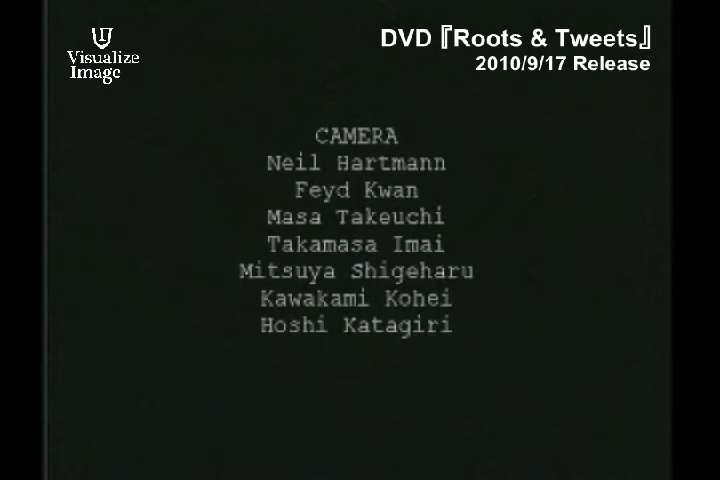 Visualize
Image
DVD『Roots & Tweets』
2010/9/17 Release
CAMERA
Neil Hartmann
Feyd Kwan
Masa Takeuchi
Takamasa Imai
Mitsuya Shigeharu
Kawakami Kohei
Hoshi Katagiri